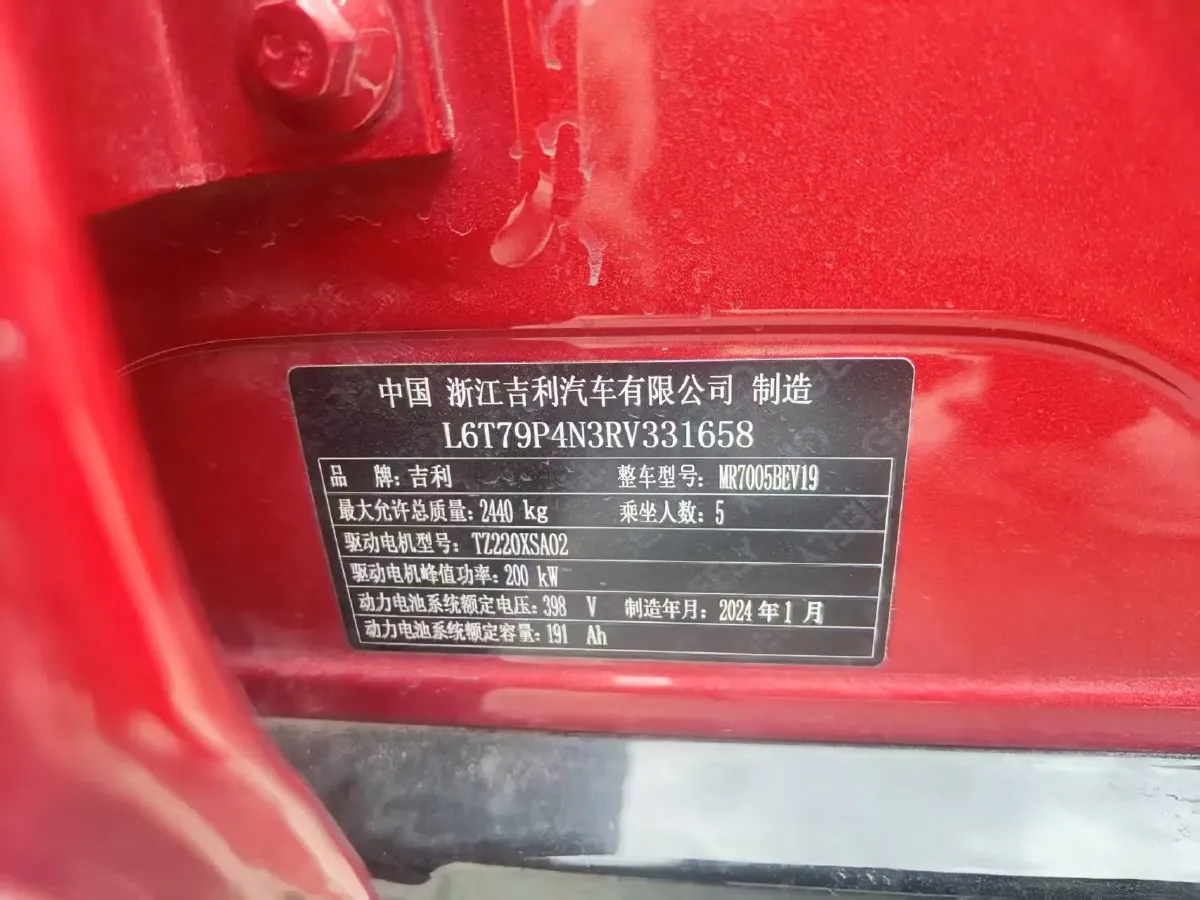 中国 浙江吉利汽车有限公司 制造
L6T79P4N3RV331658
品 牌：吉利 整车型号：MR7005BEV19
最大允许总质量：2440 kg 乘坐人数：5
驱动电机型号：TZ220XSA02
驱动电机峰值功率：200 kW
动力电池系统额定电压：398 V 制造年月：2024 年 1 月
动力电池系统额定容量：191 Ah